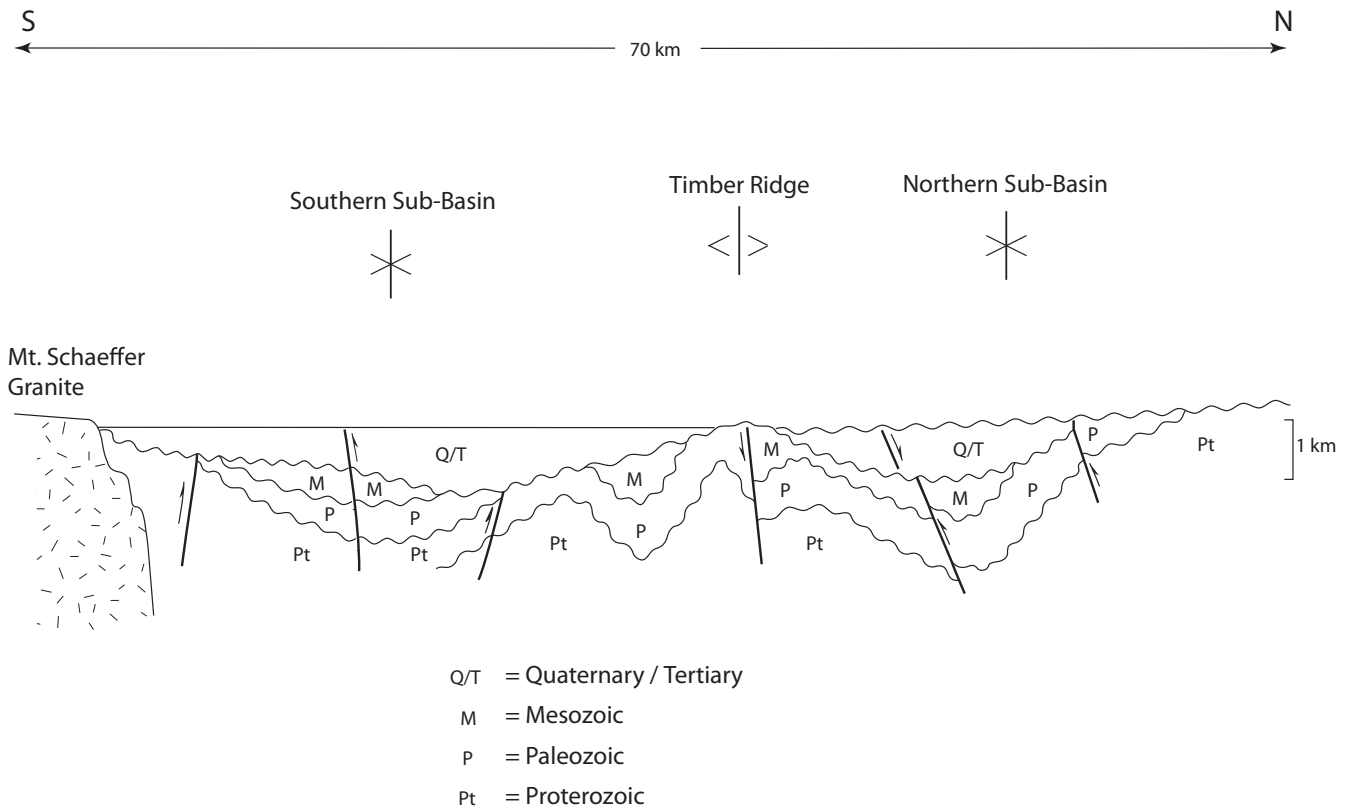 S
N
70 km
Southern Sub-Basin
Timber Ridge
Northern Sub-Basin
Mt. Schaeffer
Granite
Q/T
M
M
P
P
Pt
Pt
Pt
M
P
M
P
Pt
Q/T
M
P
P
Pt
1 km
Q/T = Quaternary / Tertiary
M = Mesozoic
P = Paleozoic
Pt = Proterozoic